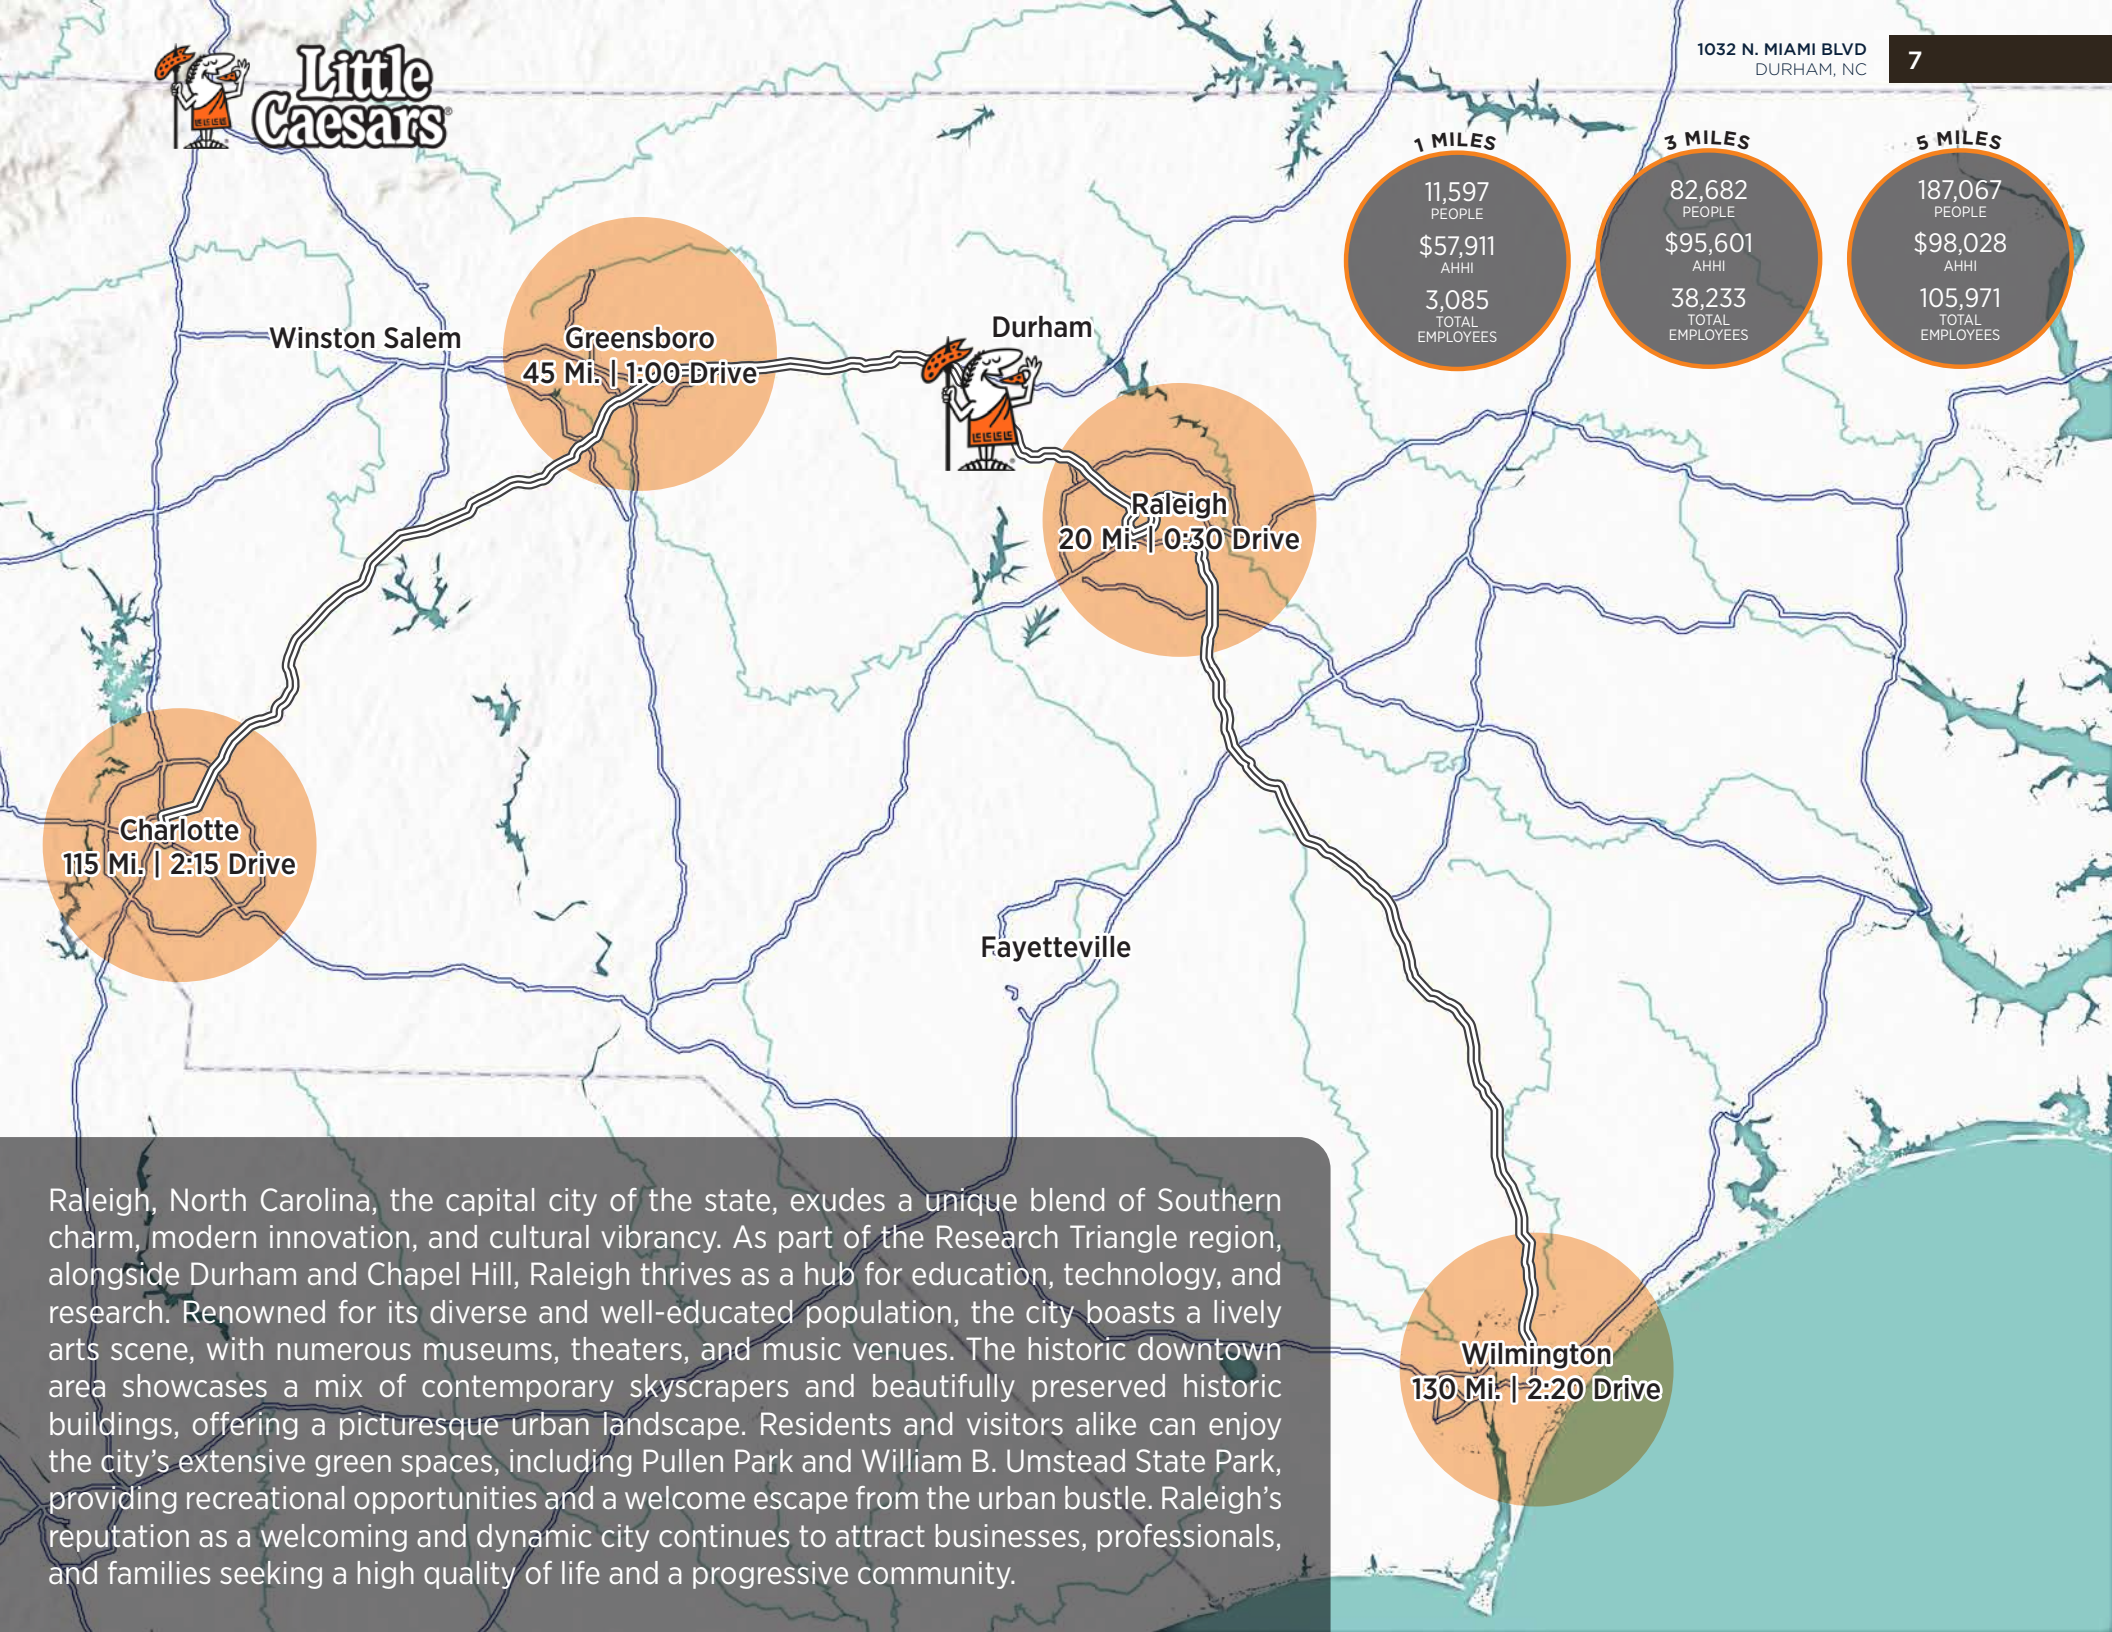 Little
Caesars®
1032 N. MIAMI BLVD
DURHAM, NC
7
1 MILES
11,597
PEOPLE
$57,911
AHHI
3,085
TOTAL
EMPLOYEES
3 MILES
82,682
PEOPLE
$95,601
AHHI
38,233
TOTAL
EMPLOYEES
5 MILES
187,067
PEOPLE
$98,028
AHHI
105,971
TOTAL
EMPLOYEES
Winston Salem
Greensboro
45 Mi. | 1:00 Drive
Durham
Raleigh
20 Mi. | 0:30 Drive
Charlotte
115 Mi. | 2:15 Drive
Fayetteville
Wilmington
130 Mi. | 2:20 Drive
Raleigh, North Carolina, the capital city of the state, exudes a unique blend of Southern
charm, modern innovation, and cultural vibrancy. As part of the Research Triangle region,
alongside Durham and Chapel Hill, Raleigh thrives as a hub for education, technology, and
research. Renowned for its diverse and well-educated population, the city boasts a lively
arts scene, with numerous museums, theaters, and music venues. The historic downtown
area showcases a mix of contemporary skyscrapers and beautifully preserved historic
buildings, offering a picturesque urban landscape. Residents and visitors alike can enjoy
the city's extensive green spaces, including Pullen Park and William B. Umstead State Park,
providing recreational opportunities and a welcome escape from the urban bustle. Raleigh's
reputation as a welcoming and dynamic city continues to attract businesses, professionals,
and families seeking a high quality of life and a progressive community.